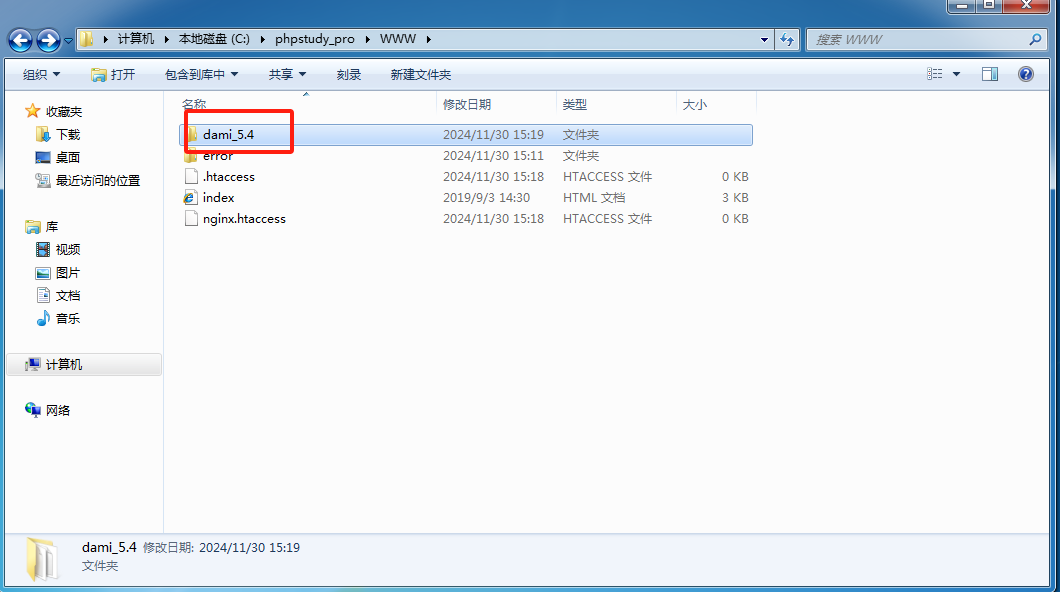 计算机 本地磁盘 (C:) phpstudy_pro WWW 搜索 WWW
组织 打开 包含到库中 共享 刻录 新建文件夹
收藏夹
下载
桌面
最近访问的位置
库
视频
图片
文档
音乐
计算机
网络
名称 修改日期 类型 大小
dami_5.4 2024/11/30 15:19 文件夹
error 2024/11/30 15:11 文件夹
.htaccess 2024/11/30 15:18 HTACCESS 文件 0 KB
index 2019/9/3 14:30 HTML 文档 3 KB
nginx.htaccess 2024/11/30 15:18 HTACCESS 文件 0 KB
dami_5.4 修改日期: 2024/11/30 15:19
文件夹